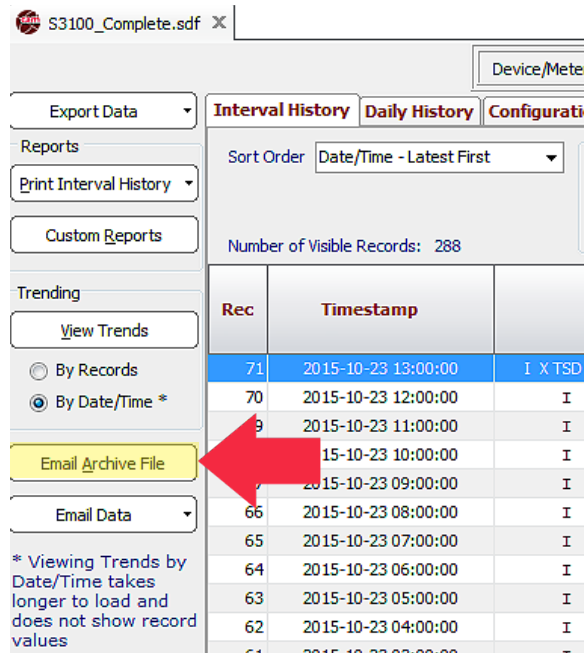 S3100_Complete.sdf
Device/Mete
Export Data
Interval History Daily History Configurati
Reports
Sort Order Date/Time - Latest First
Print Interval History
Custom Reports
Number of Visible Records: 288
Trending
Rec Timestamp
View Trends
By Records
71 2015-10-23 13:00:00 I X TSD
By Date/Time *
70 2015-10-23 12:00:00 I
9 2015-10-23 11:00:00 I
Email Archive File
15-10-23 10:00:00 I
2015-10-23 09:00:00 I
Email Data
66 2015-10-23 08:00:00 I
65 2015-10-23 07:00:00 I
* Viewing Trends by
Date/Time takes
longer to load and
does not show record
values
64 2015-10-23 06:00:00 I
63 2015-10-23 05:00:00 I
62 2015-10-23 04:00:00 I